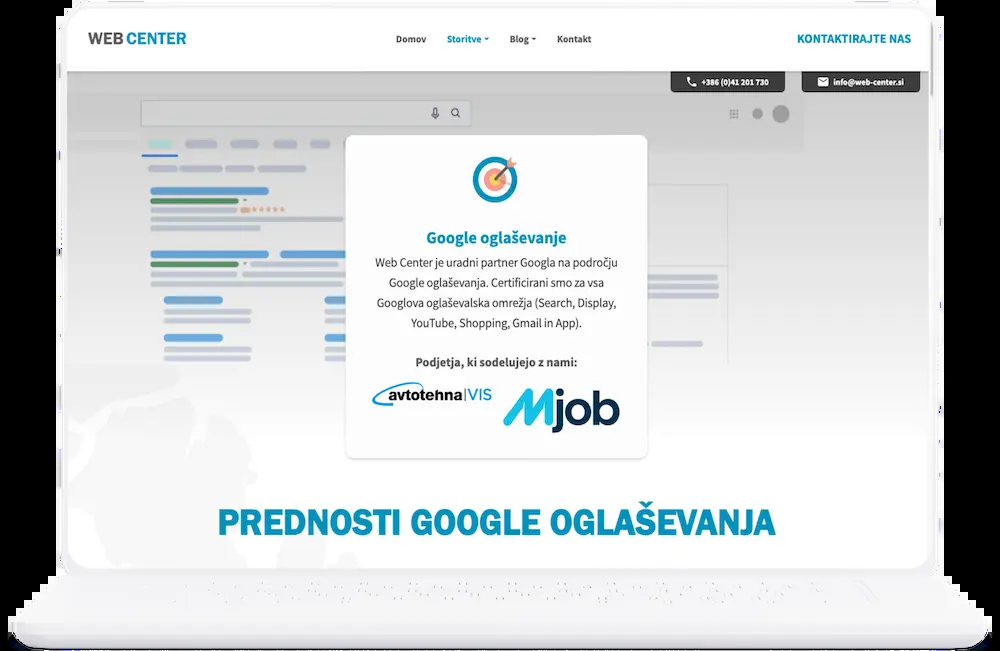 WEB CENTER
Domov Storitve Blog Kontakt
KONTAKTIRAJTE NAS
+386 (0)41 201 730
info@web-center.si
Google oglaševanje
Web Center je uradni partner Googla na področju
Google oglaševanja. Certificirani smo za vsa
Googlova oglaševalska omrežja (Search, Display,
YouTube, Shopping, Gmail in App).
Podjetja, ki sodelujejo z nami:
avtotehna|VIS
Mjob
PREDNOSTI GOOGLE OGLAŠEVANJA